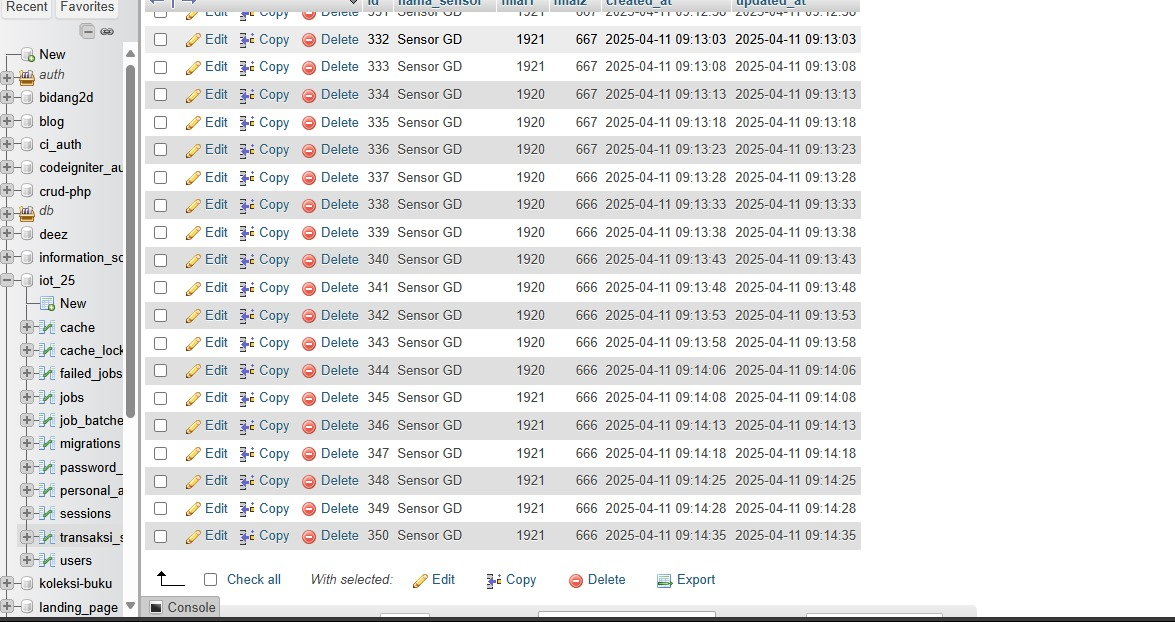 Recent Favorites
New
auth
bidang2d
blog
ci_auth
codeigniter_au
crud-php
db
deez
information_sc
iot_25
New
cache
cache_lock
failed_jobs
jobs
job_batche
migrations
password_
personal_a
sessions
transaksi_s
users
koleksi-buku
landing_page
id nama_sensor nilai1 nilai2 created_at updated_at
Edit Copy Delete 331 Sensor GD 1921 667 2025-04-11 09:12:58 2025-04-11 09:12:58
Edit Copy Delete 332 Sensor GD 1921 667 2025-04-11 09:13:03 2025-04-11 09:13:03
Edit Copy Delete 333 Sensor GD 1921 667 2025-04-11 09:13:08 2025-04-11 09:13:08
Edit Copy Delete 334 Sensor GD 1920 667 2025-04-11 09:13:13 2025-04-11 09:13:13
Edit Copy Delete 335 Sensor GD 1920 667 2025-04-11 09:13:18 2025-04-11 09:13:18
Edit Copy Delete 336 Sensor GD 1920 667 2025-04-11 09:13:23 2025-04-11 09:13:23
Edit Copy Delete 337 Sensor GD 1920 666 2025-04-11 09:13:28 2025-04-11 09:13:28
Edit Copy Delete 338 Sensor GD 1920 666 2025-04-11 09:13:33 2025-04-11 09:13:33
Edit Copy Delete 339 Sensor GD 1920 666 2025-04-11 09:13:38 2025-04-11 09:13:38
Edit Copy Delete 340 Sensor GD 1920 666 2025-04-11 09:13:43 2025-04-11 09:13:43
Edit Copy Delete 341 Sensor GD 1920 666 2025-04-11 09:13:48 2025-04-11 09:13:48
Edit Copy Delete 342 Sensor GD 1920 666 2025-04-11 09:13:53 2025-04-11 09:13:53
Edit Copy Delete 343 Sensor GD 1920 666 2025-04-11 09:13:58 2025-04-11 09:13:58
Edit Copy Delete 344 Sensor GD 1920 666 2025-04-11 09:14:06 2025-04-11 09:14:06
Edit Copy Delete 345 Sensor GD 1921 666 2025-04-11 09:14:08 2025-04-11 09:14:08
Edit Copy Delete 346 Sensor GD 1921 666 2025-04-11 09:14:13 2025-04-11 09:14:13
Edit Copy Delete 347 Sensor GD 1921 666 2025-04-11 09:14:18 2025-04-11 09:14:18
Edit Copy Delete 348 Sensor GD 1921 666 2025-04-11 09:14:25 2025-04-11 09:14:25
Edit Copy Delete 349 Sensor GD 1921 666 2025-04-11 09:14:28 2025-04-11 09:14:28
Edit Copy Delete 350 Sensor GD 1921 666 2025-04-11 09:14:35 2025-04-11 09:14:35
Check all With selected: Edit Copy Delete Export
Console